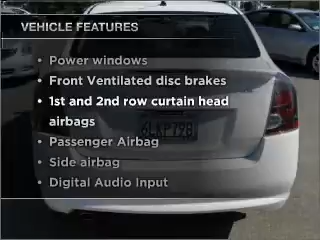 VEHICLE FEATURES
• Power windows
• Front Ventilated disc brakes
• 1st and 2nd row curtain head
airbags
• Passenger Airbag
• Side airbag
• Digital Audio Input
6LKP798